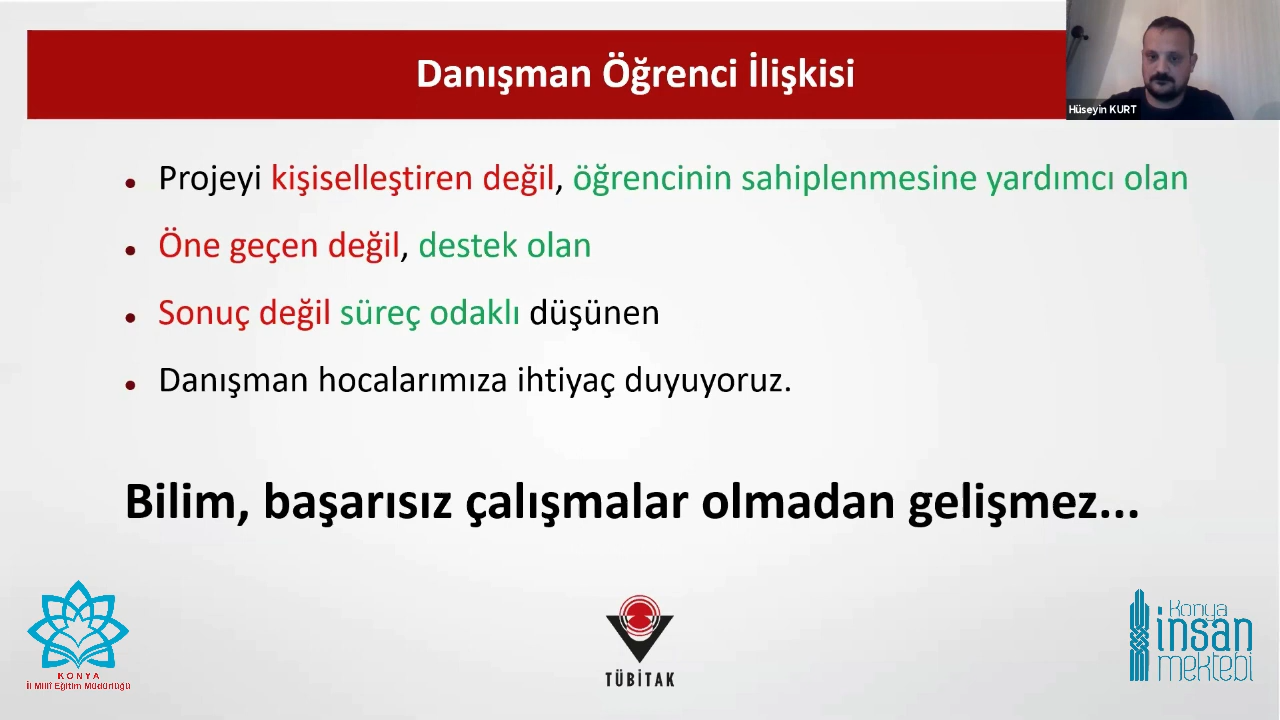 Danışman Öğrenci İlişkisi
Hüseyin KURT
Projeyi kişiselleştiren değil, öğrencinin sahiplenmesine yardımcı olan
Öne geçen değil, destek olan
Sonuç değil süreç odaklı düşünen
Danışman hocalarımıza ihtiyaç duyuyoruz.
Bilim, başarısız çalışmalar olmadan gelişmez...
KONYA
İl Millî Eğitim Müdürlüğü
TÜBİTAK
Konya
insan
mektebi